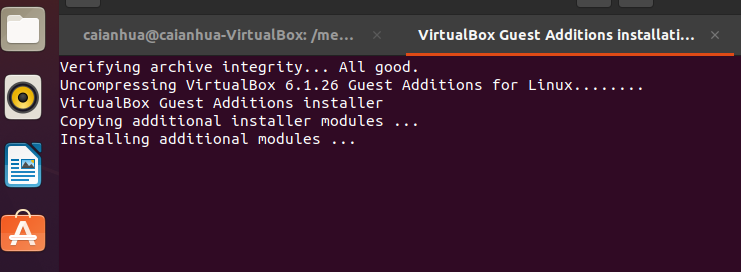 caianhua@caianhua-VirtualBox: /me...
VirtualBox Guest Additions installati...
Verifying archive integrity... All good.
Uncompressing VirtualBox 6.1.26 Guest Additions for Linux........
VirtualBox Guest Additions installer
Copying additional installer modules ...
Installing additional modules ...